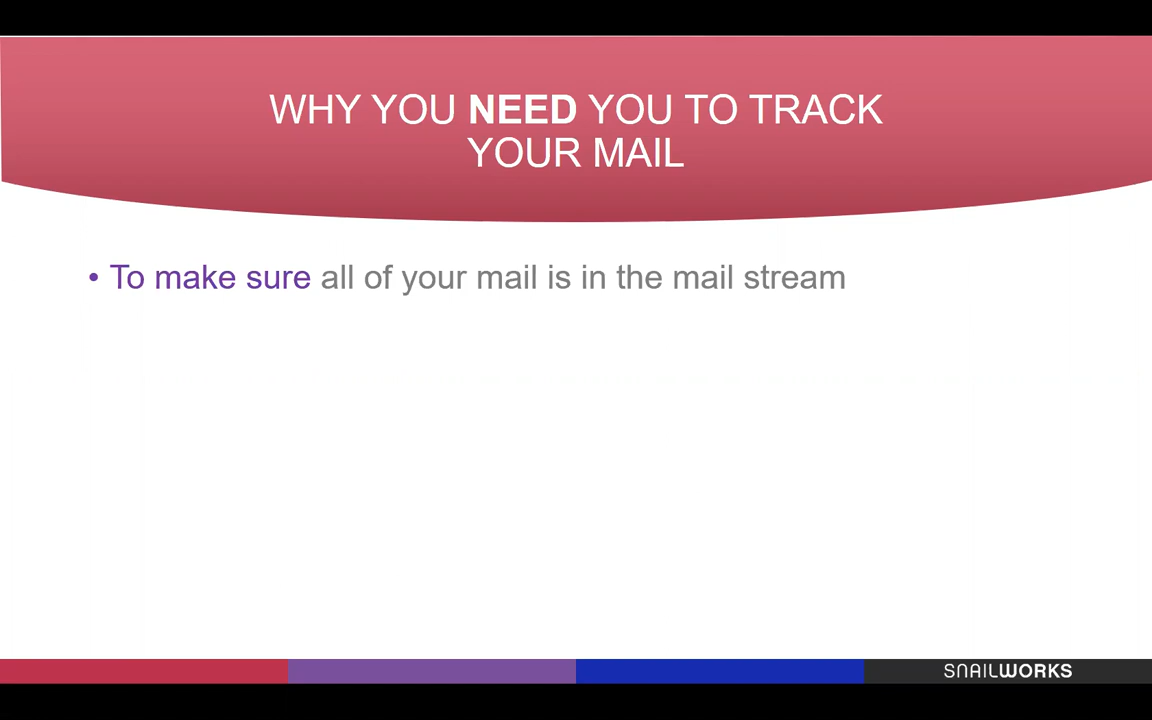 WHY YOU NEED YOU TO TRACK
YOUR MAIL
• To make sure all of your mail is in the mail stream
SNAILWORKS